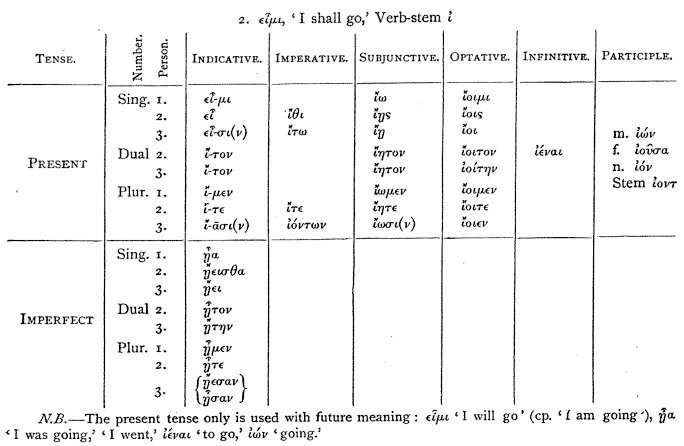 2. εἶμι, ‘I shall go,’ Verb-stem ἰ
TENSE. Number. Person. INDICATIVE. IMPERATIVE. SUBJUNCTIVE. OPTATIVE. INFINITIVE. PARTICIPLE.
Sing. 1. εἶ-μι ἴω ἴοιμι
2. εἶ ἴθι ἴῃς ἴοις
3. εἶ-σι(ν) ἴτω ἴῃ ἴοι m. ἰών
PRESENT Dual 2. ἴ-τον ἴητον ἴοιτον ἰέναι f. ἰοῦσα
3. ἴ-τον ἴητον ἰοίτην n. ἰόν
Plur. 1. ἴ-μεν ἴωμεν ἴοιμεν Stem ἰοντ
2. ἴ-τε ἴτε ἴητε ἴοιτε
3. ἴ-ᾱσι(ν) ἰόντων ἴωσι(ν) ἴοιεν
Sing. 1. ᾖα
2. ᾔεισθα
3. ᾔει
IMPERFECT Dual 2. ᾖτον
3. ᾔτην
Plur. 1. ᾖμεν
2. ᾖτε
3. {ᾔεσαν
ᾖσαν}
N.B.—The present tense only is used with future meaning: εἶμι ‘I will go’ (cp. ‘I am going’), ᾖα
‘I was going,’ ‘I went,’ ἰέναι ‘to go,’ ἰών ‘going.’